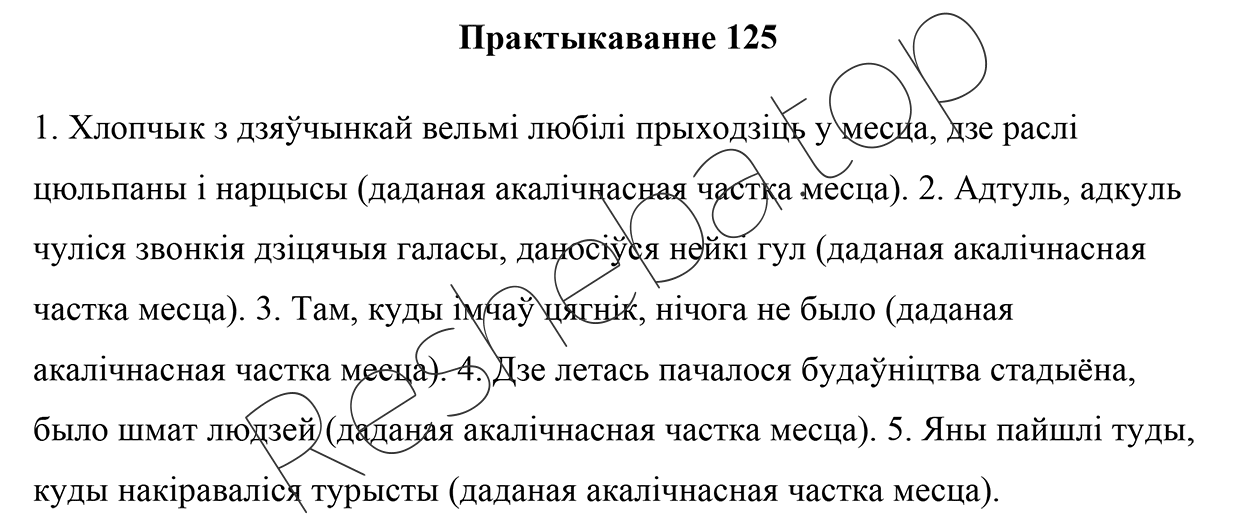 Практыкаванне 125
1. Хлопчык з дзяўчынкай вельмі любілі прыходзіць у месца, дзе раслі
цюльпаны і нарцысы (даданая акалічнасная частка месца). 2. Адтуль, адкуль
чуліся звонкія дзіцячыя галасы, даносіўся нейкі гул (даданая акалічнасная
частка месца). 3. Там, куды імчаў цягнік, нічога не было (даданая
акалічнасная частка месца). 4. Дзе летась пачалося будаўніцтва стадыёна,
было шмат людзей (даданая акалічнасная частка месца). 5. Яны пайшлі туды,
куды накіраваліся турысты (даданая акалічнасная частка месца).
Resheba.top